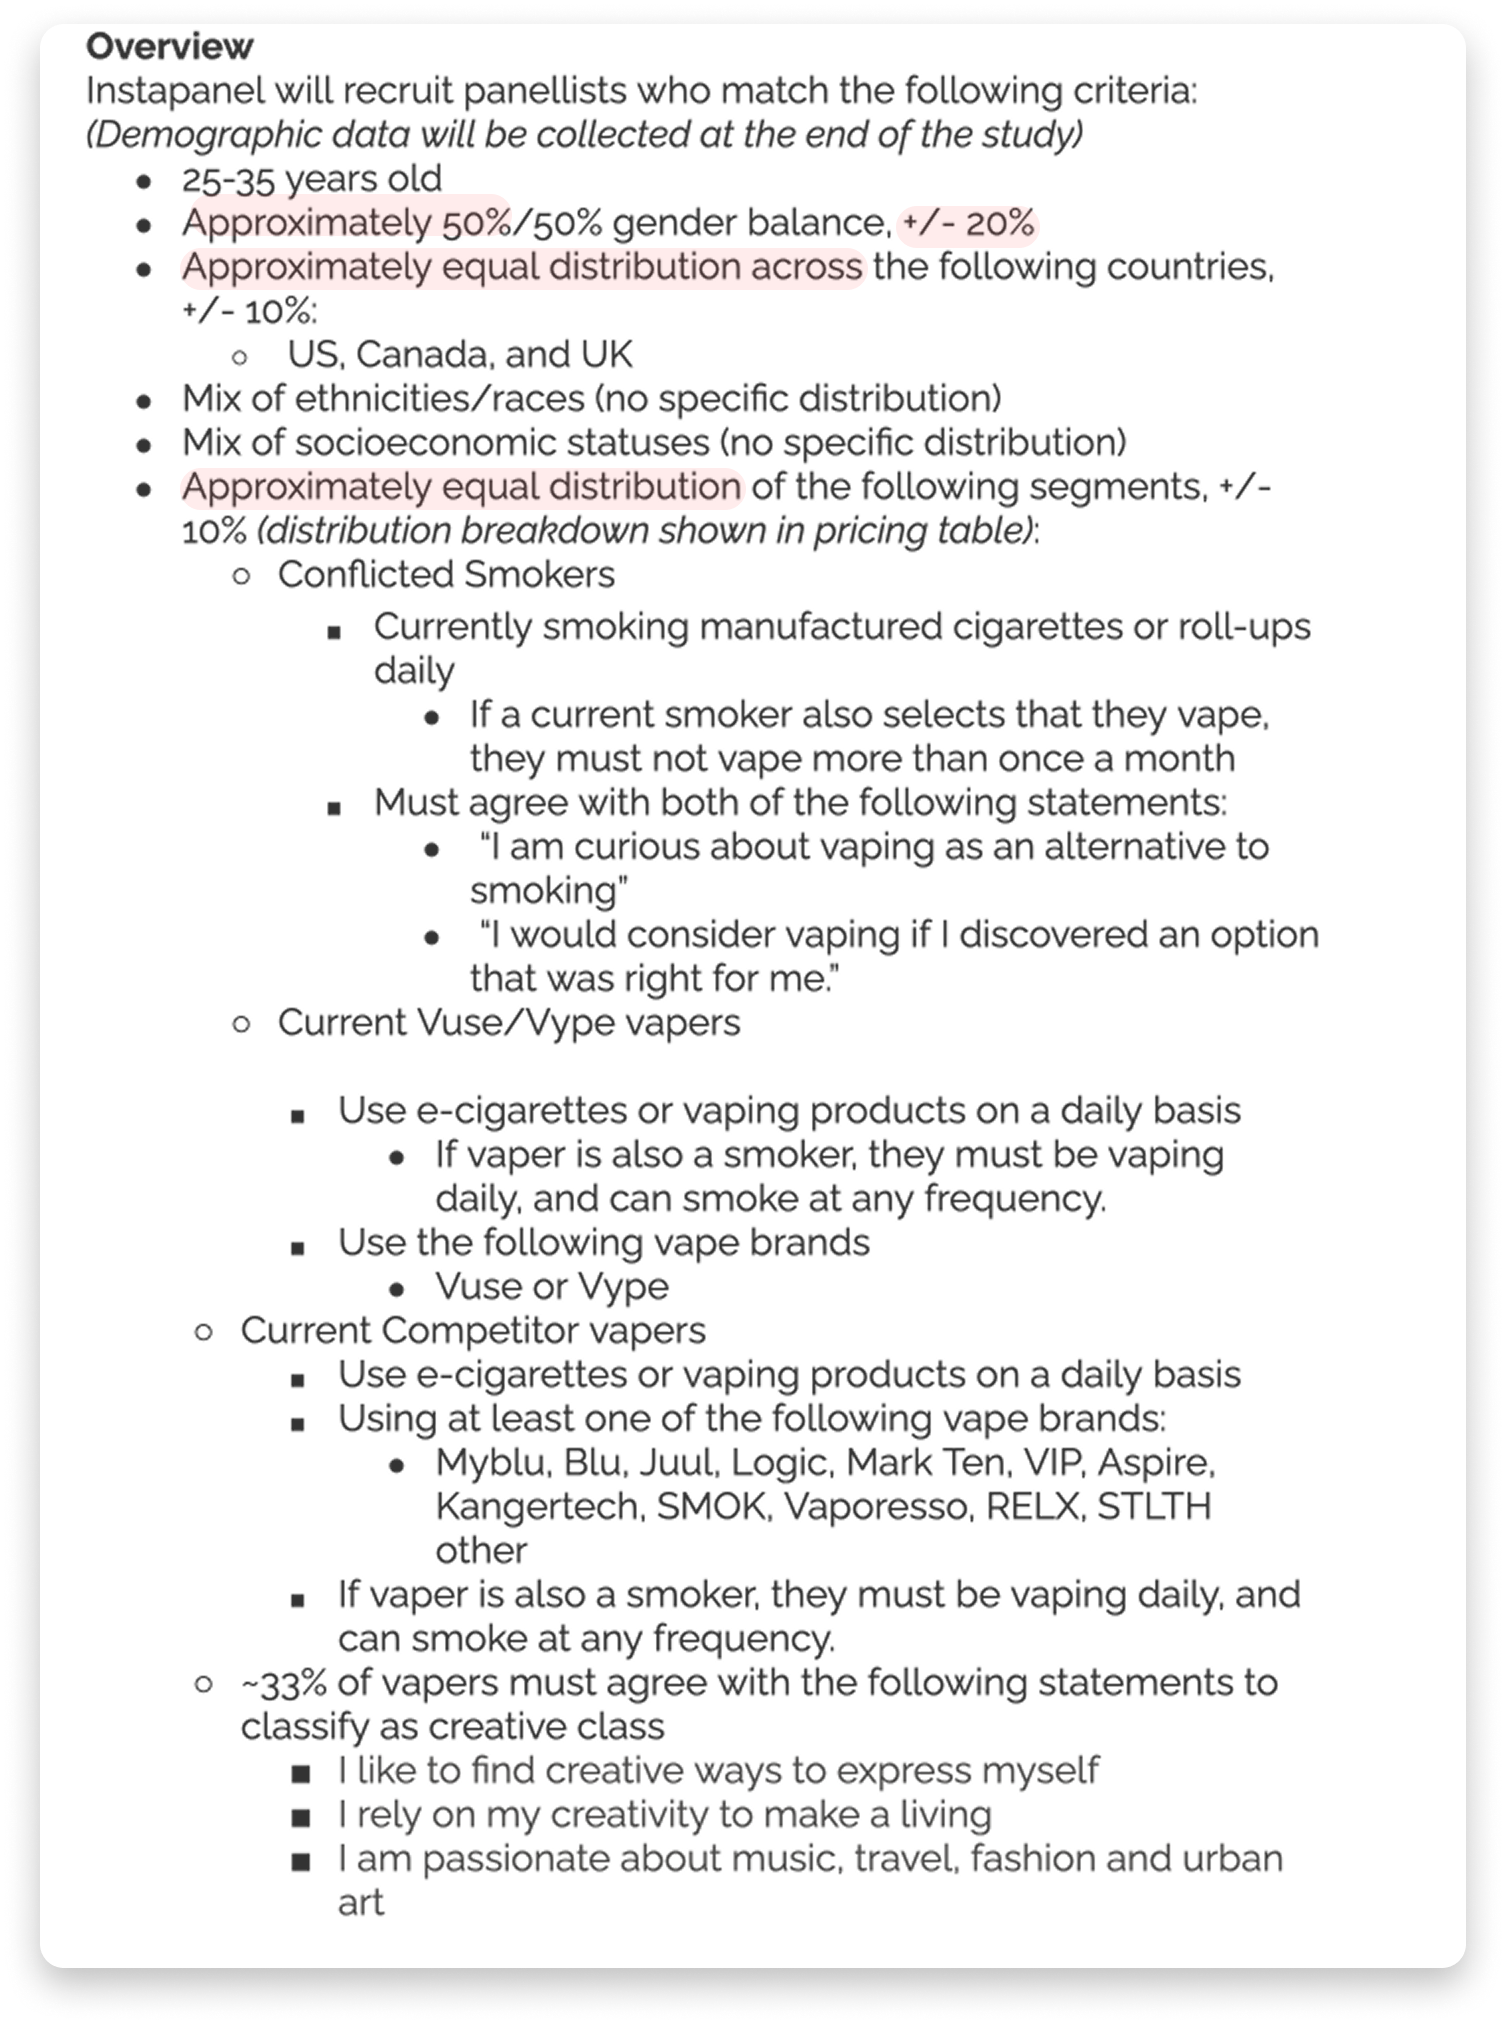 Overview
Instapanel will recruit panellists who match the following criteria:
(Demographic data will be collected at the end of the study)
● 25-35 years old
● Approximately 50%/50% gender balance, +/- 20%
● Approximately equal distribution across the following countries,
+/- 10%:
○ US, Canada, and UK
● Mix of ethnicities/races (no specific distribution)
● Mix of socioeconomic statuses (no specific distribution)
● Approximately equal distribution of the following segments, +/-
10% (distribution breakdown shown in pricing table):
○ Conflicted Smokers
■ Currently smoking manufactured cigarettes or roll-ups
daily
● If a current smoker also selects that they vape,
they must not vape more than once a month
■ Must agree with both of the following statements:
● “I am curious about vaping as an alternative to
smoking”
● “I would consider vaping if I discovered an option
that was right for me.”
○ Current Vuse/Vype vapers
■ Use e-cigarettes or vaping products on a daily basis
● If vaper is also a smoker, they must be vaping
daily, and can smoke at any frequency.
■ Use the following vape brands
● Vuse or Vype
○ Current Competitor vapers
■ Use e-cigarettes or vaping products on a daily basis
■ Using at least one of the following vape brands:
● Myblu, Blu, Juul, Logic, Mark Ten, VIP, Aspire,
Kangertech, SMOK, Vaporesso, RELX, STLTH
other
■ If vaper is also a smoker, they must be vaping daily, and
can smoke at any frequency.
○ ~33% of vapers must agree with the following statements to
classify as creative class
■ I like to find creative ways to express myself
■ I rely on my creativity to make a living
■ I am passionate about music, travel, fashion and urban
art